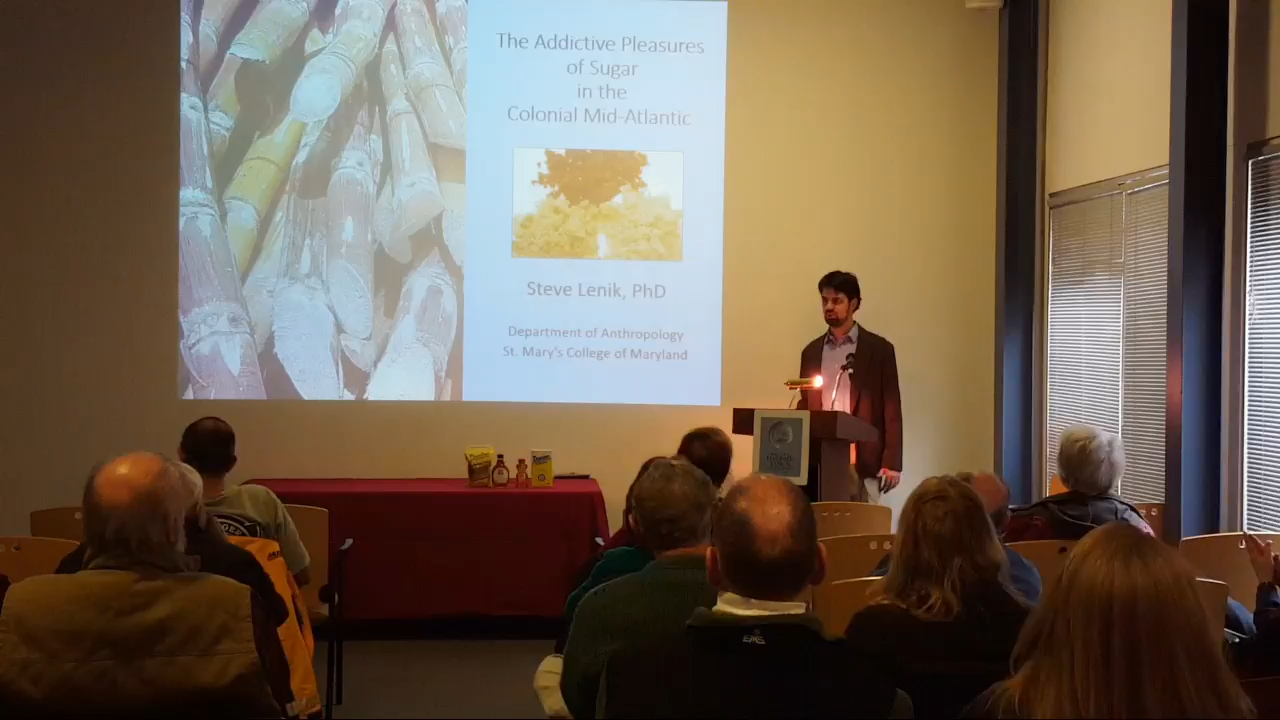 The Addictive Pleasures
of Sugar
in the
Colonial Mid-Atlantic
Steve Lenik, PhD
Department of Anthropology
St. Mary's College of Maryland
EMS